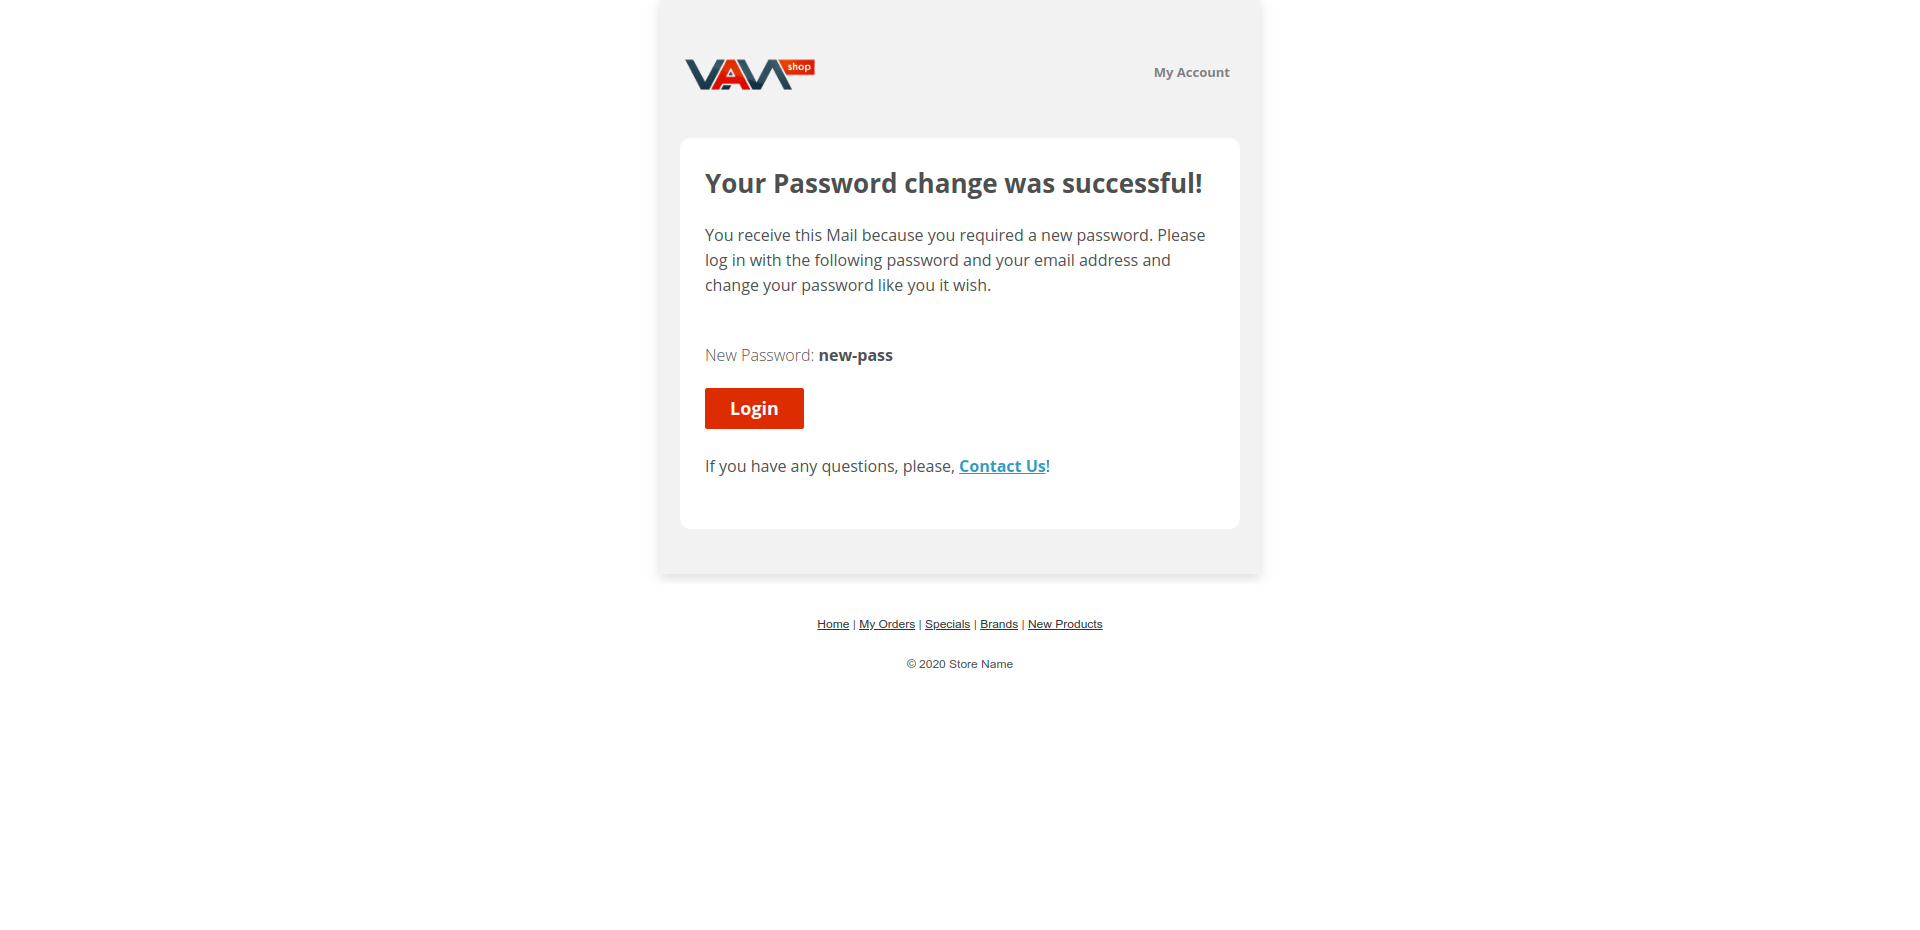 VAM shop
My Account
Your Password change was successful!
You receive this Mail because you required a new password. Please
log in with the following password and your email address and
change your password like you it wish.
New Password: new-pass
Login
If you have any questions, please, Contact Us!
Home | My Orders | Specials | Brands | New Products
© 2020 Store Name